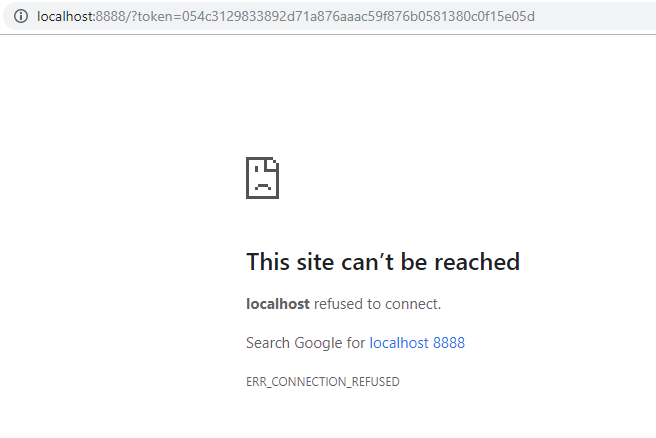 localhost:8888/?token=054c3129833892d71a876aaac59f876b0581380c0f15e05d
This site can’t be reached
localhost refused to connect.
Search Google for localhost 8888
ERR_CONNECTION_REFUSED